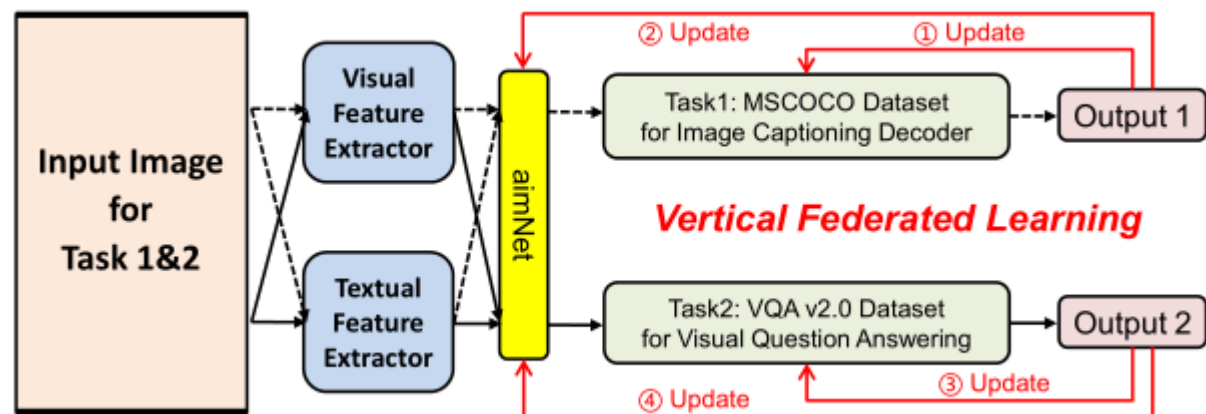 ② Update
① Update
Input Image
for
Task 1&2
Visual
Feature
Extractor
Textual
Feature
Extractor
aimNet
Task1: MSCOCO Dataset
for Image Captioning Decoder
Output 1
Vertical Federated Learning
Task2: VQA v2.0 Dataset
for Visual Question Answering
Output 2
③ Update
④ Update